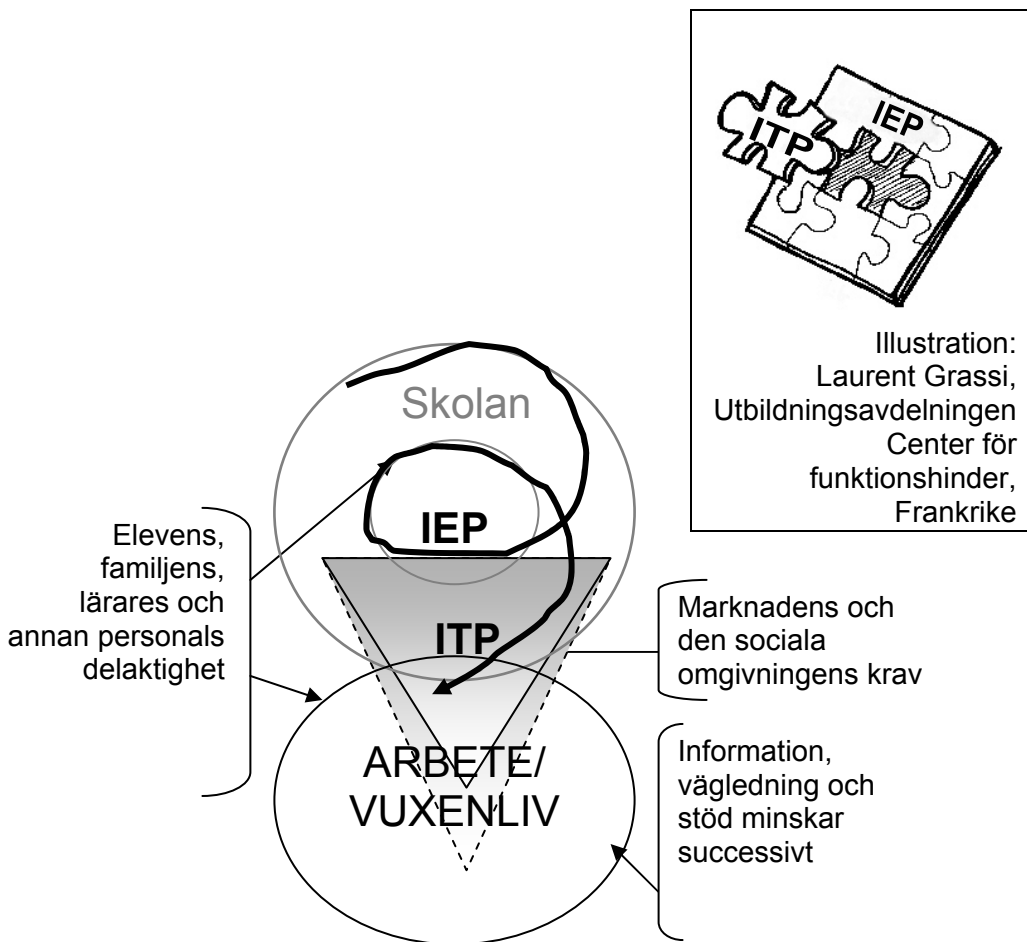 ITP
IEP
Illustration:
Laurent Grassi,
Utbildningsavdelningen
Center för
funktionshinder,
Frankrike
Skolan
IEP
ITP
ARBETE/
VUXENLIV
Elevens,
familjens,
lärares och
annan personals
delaktighet
Marknadens och
den sociala
omgivningens krav
Information,
vägledning och
stöd minskar
successivt